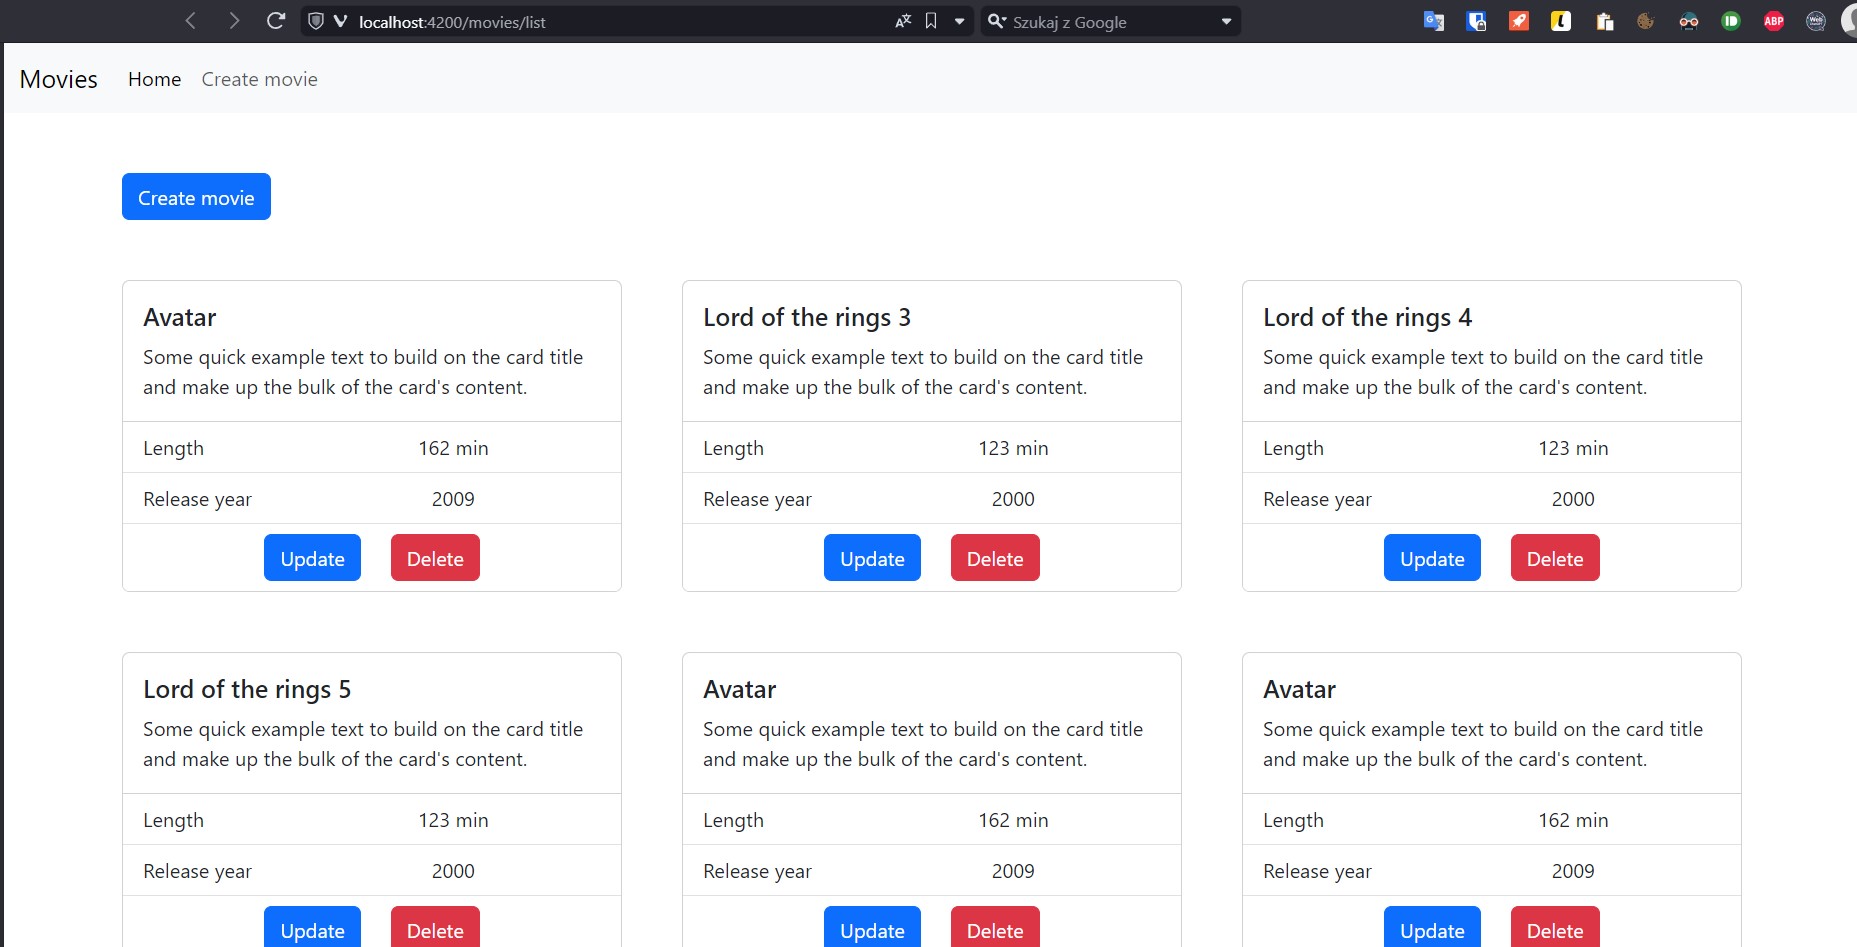 localhost:4200/movies/list
Szukaj z Google
Movies Home Create movie
Create movie
Avatar
Some quick example text to build on the card title
and make up the bulk of the card's content.
Length 162 min
Release year 2009
Update Delete
Lord of the rings 3
Some quick example text to build on the card title
and make up the bulk of the card's content.
Length 123 min
Release year 2000
Update Delete
Lord of the rings 4
Some quick example text to build on the card title
and make up the bulk of the card's content.
Length 123 min
Release year 2000
Update Delete
Lord of the rings 5
Some quick example text to build on the card title
and make up the bulk of the card's content.
Length 123 min
Release year 2000
Update Delete
Avatar
Some quick example text to build on the card title
and make up the bulk of the card's content.
Length 162 min
Release year 2009
Update Delete
Avatar
Some quick example text to build on the card title
and make up the bulk of the card's content.
Length 162 min
Release year 2009
Update Delete